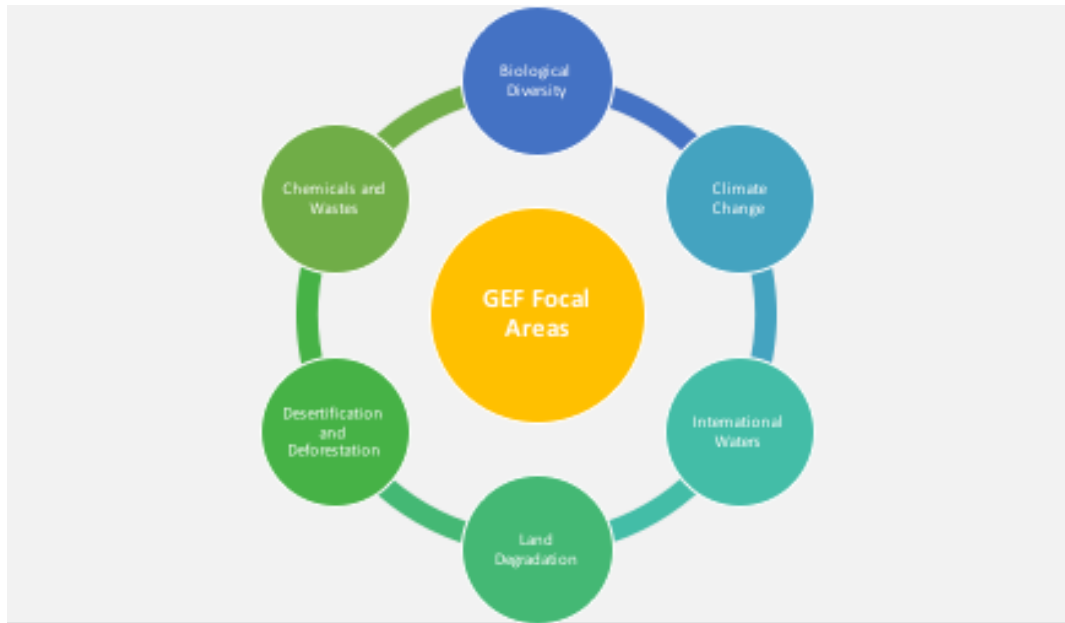 Biological
Diversity
Climate
Change
International
Waters
Land
Degradation
Desertification
and
Deforestation
Chemicals and
Wastes
GEF Focal
Areas